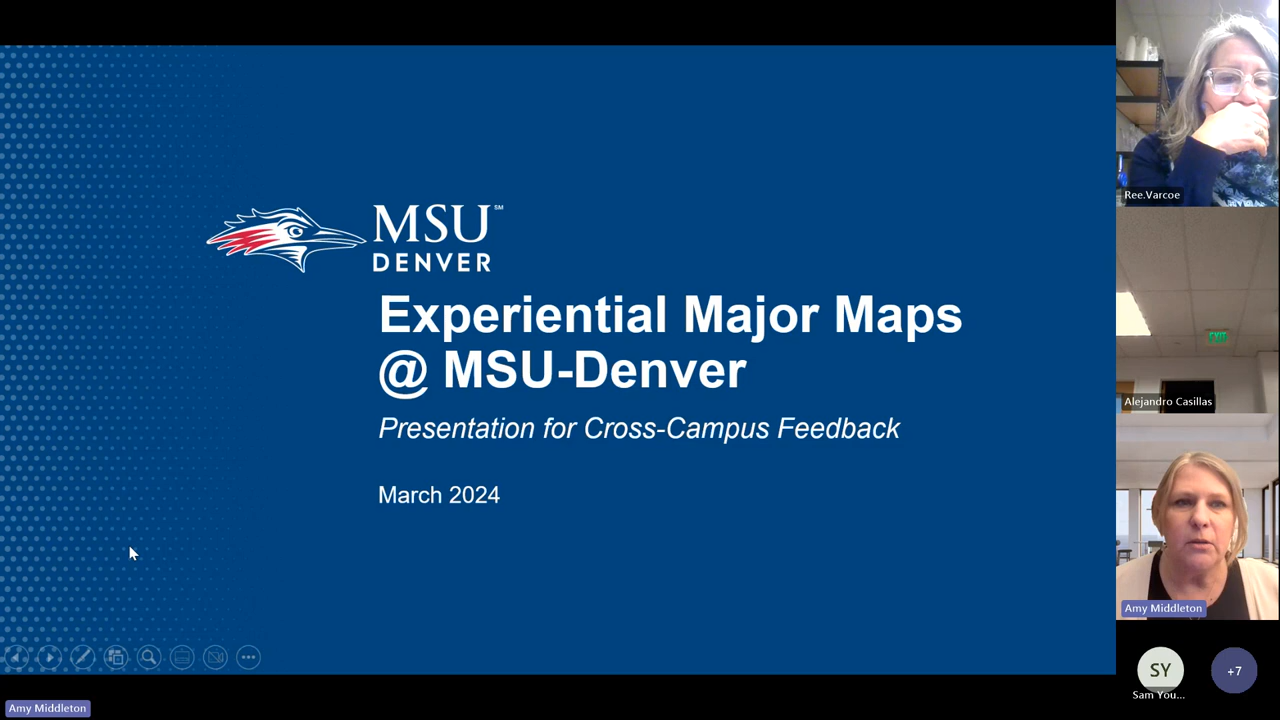 MSU℠
DENVER
Experiential Major Maps
@ MSU-Denver
Presentation for Cross-Campus Feedback
March 2024
Amy Middleton
Ree.Varcoe
EXIT
Alejandro Casillas
Amy Middleton
SY
Sam You...
+7